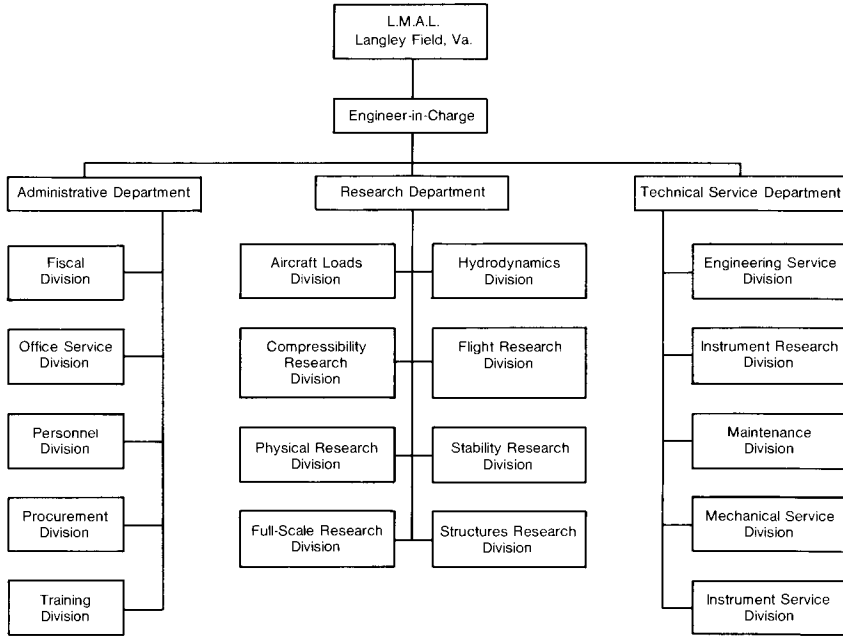 L.M.A.L.
Langley Field, Va.
Engineer-in-Charge
Administrative Department
Research Department
Technical Service Department
Fiscal
Division
Office Service
Division
Personnel
Division
Procurement
Division
Training
Division
Aircraft Loads
Division
Compressibility
Research
Division
Physical Research
Division
Full-Scale Research
Division
Hydrodynamics
Division
Flight Research
Division
Stability Research
Division
Structures Research
Division
Engineering Service
Division
Instrument Research
Division
Maintenance
Division
Mechanical Service
Division
Instrument Service
Division